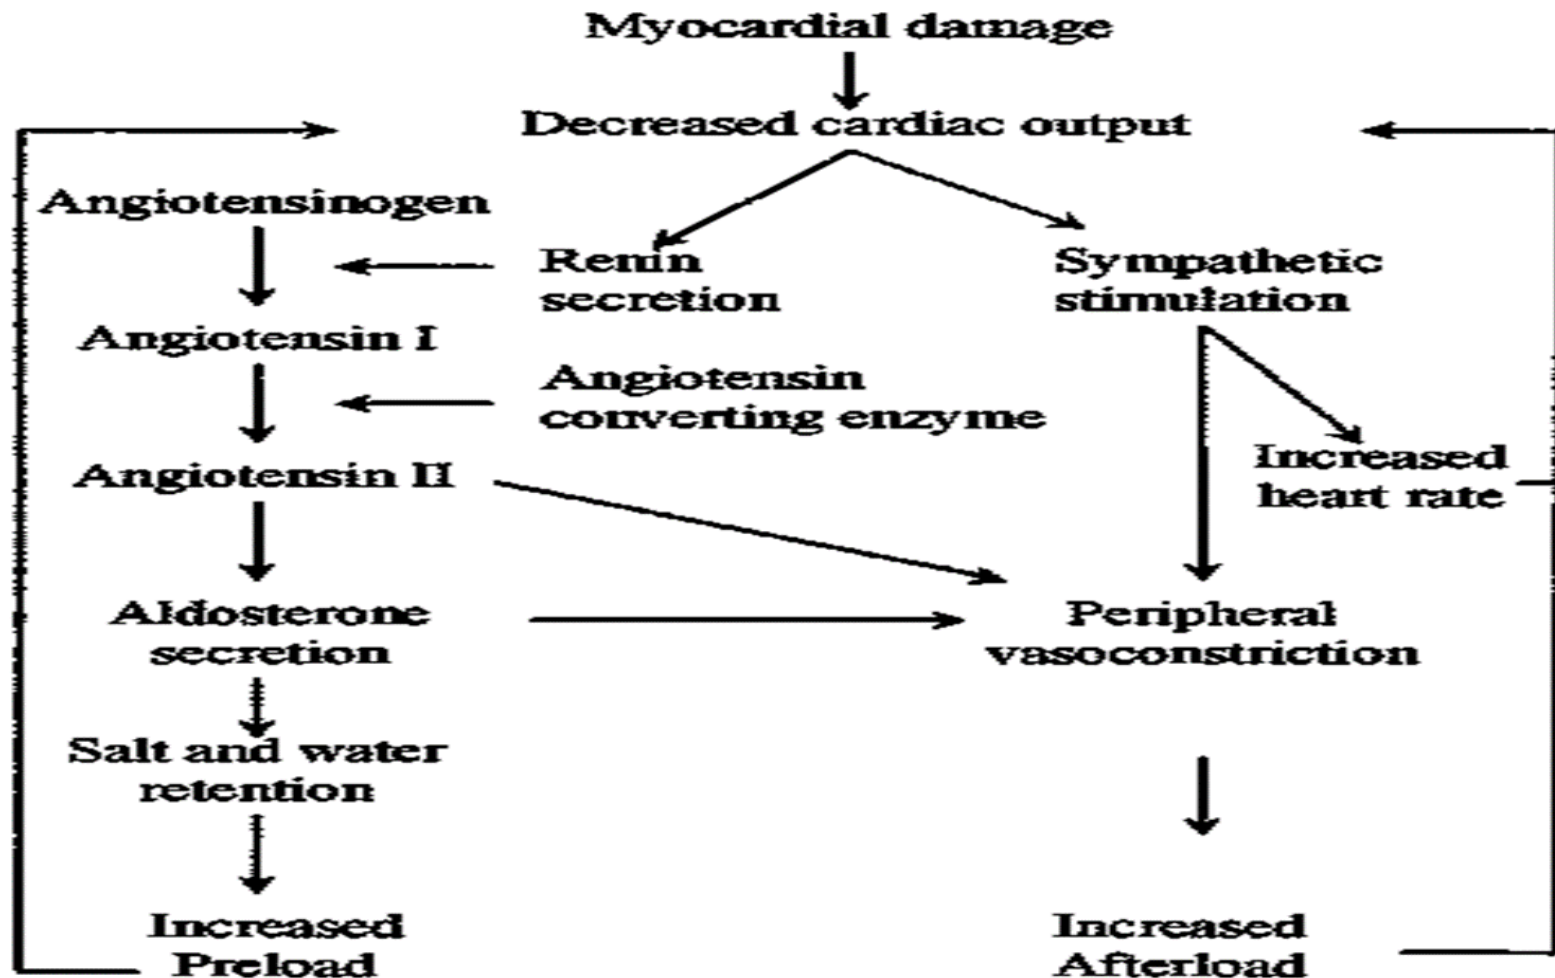 Myocardial damage
Decreased cardiac output
Angiotensinogen
Renin
secretion
Sympathetic
stimulation
Angiotensin I
Angiotensin
converting enzyme
Angiotensin II
Increased
heart rate
Aldosterone
secretion
Peripheral
vasoconstriction
Salt and water
retention
Increased
Preload
Increased
Afterload